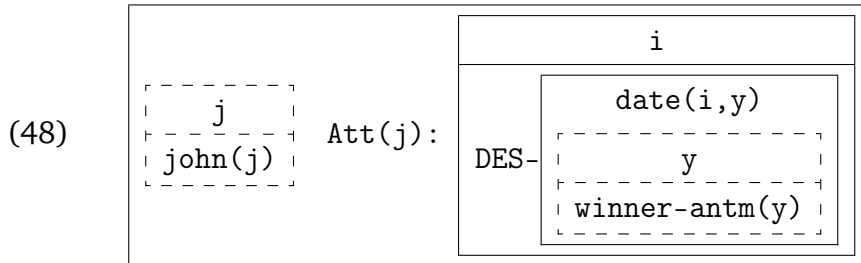 i
j
date(i,y)
(48) Att(j): DES- y
john(j)
winner-antm(y)